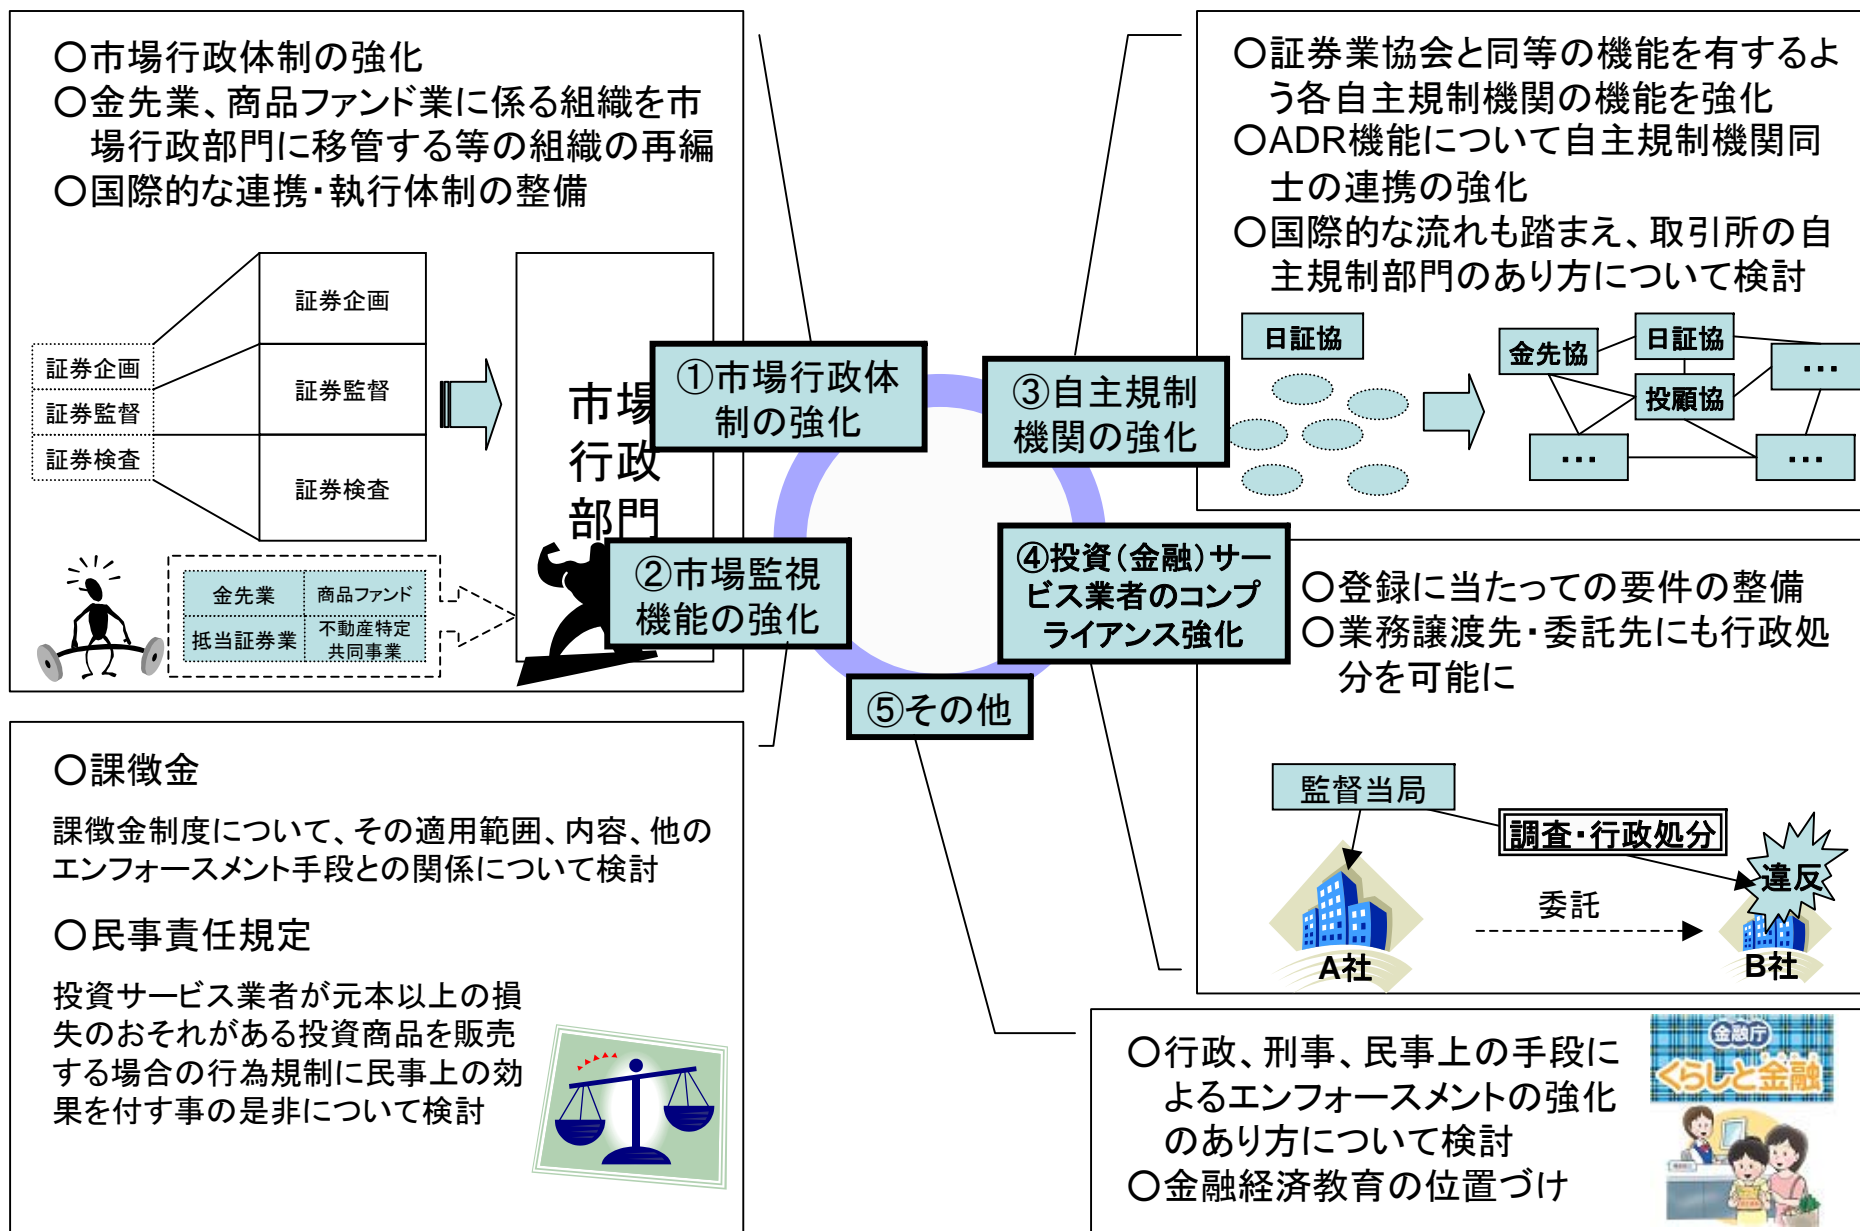 〇市場行政体制の強化
〇金先業、商品ファンド業に係る組織を市
場行政部門に移管する等の組織の再編
〇国際的な連携・執行体制の整備
証券企画
証券監督
証券検査
証券企画
証券監督
証券検査
市場
行政
部門
金先業
商品ファンド
抵当証券業
不動産特定
共同事業
①市場行政体
制の強化
②市場監視
機能の強化
③自主規制
機関の強化
④投資（金融）サー
ビス業者のコンプ
ライアンス強化
⑤その他
〇証券業協会と同等の機能を有するよ
う各自主規制機関の機能を強化
〇ADR機能について自主規制機関同
士の連携の強化
〇国際的な流れも踏まえ、取引所の自
主規制部門のあり方について検討
日証協
金先協
日証協
投顧協
…
…
…
〇登録に当たっての要件の整備
〇業務譲渡先・委託先にも行政処
分を可能に
監督当局
調査・行政処分
違反
委託
A社
B社
〇課徴金
課徴金制度について、その適用範囲、内容、他の
エンフォースメント手段との関係について検討
〇民事責任規定
投資サービス業者が元本以上の損
失のおそれがある投資商品を販売
する場合の行為規制に民事上の効
果を付す事の是非について検討
〇行政、刑事、民事上の手段に
よるエンフォースメントの強化
のあり方について検討
〇金融経済教育の位置づけ
金融庁
くらしと金融